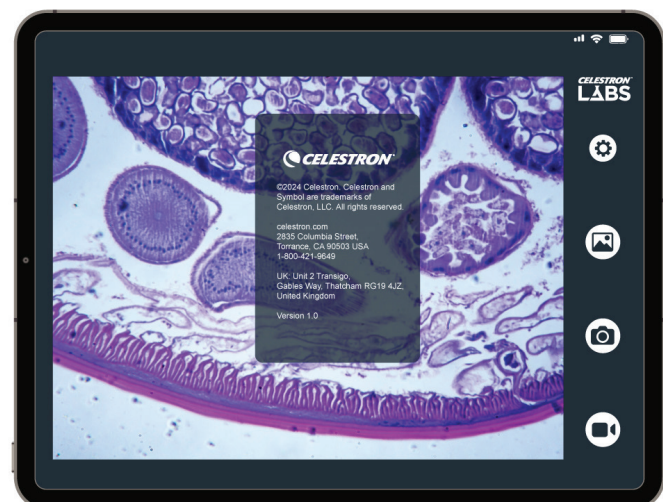 CELESTRON
LABS
CELESTRON
©2024 Celestron. Celestron and
Symbol are trademarks of
Celestron, LLC. All rights reserved.
celestron.com
2835 Columbia Street,
Torrance, CA 90503 USA
1-800-421-9649
UK: Unit 2 Transigo,
Gables Way, Thatcham RG19 4JZ,
United Kingdom
Version 1.0